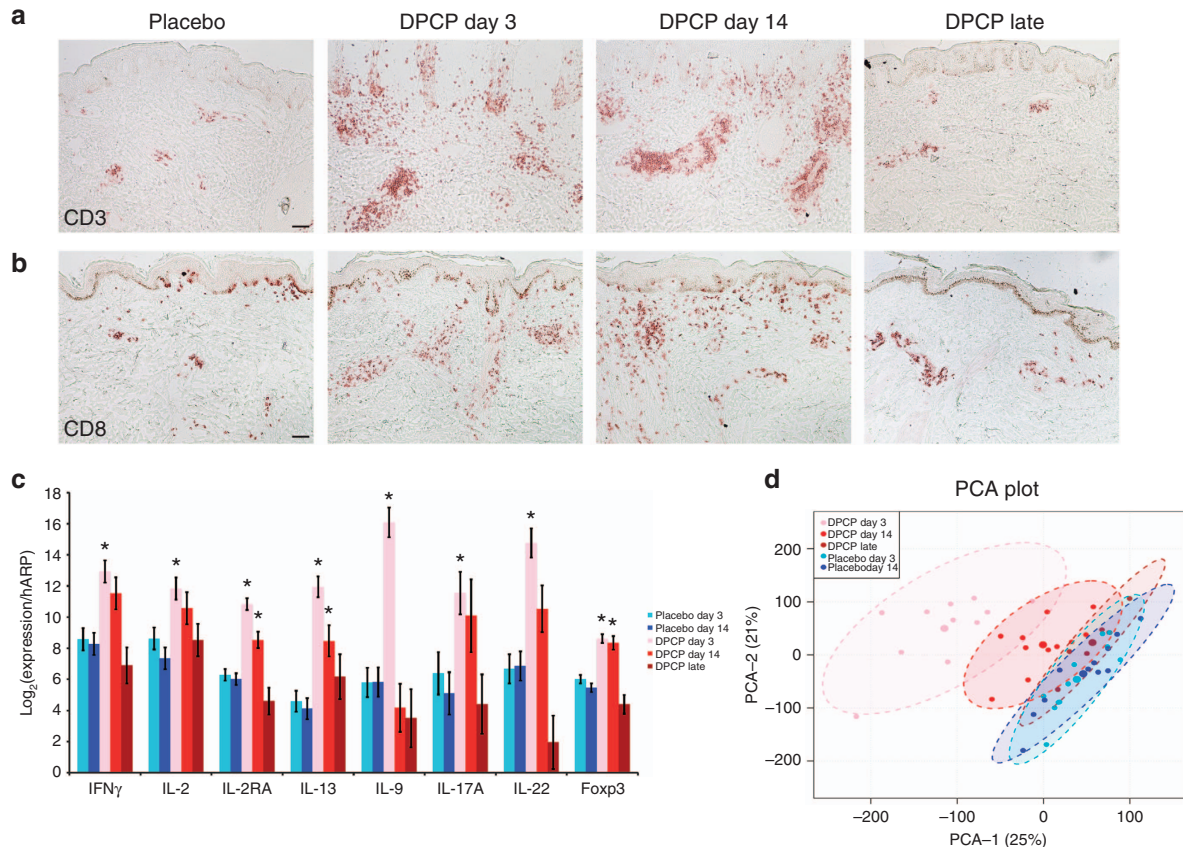 a
Placebo
DPCP day 3
DPCP day 14
DPCP late
CD3
b
CD8
c
18
16
14
12
10
8
6
4
2
0
Log2(expression/hARP)
* * * * * * * * * *
IFNγ
IL-2
IL-2RA
IL-13
IL-9
IL-17A
IL-22
Foxp3
Placebo day 3
Placebo day 14
DPCP day 3
DPCP day 14
DPCP late
d
PCA plot
DPCP day 3
DPCP day 14
DPCP late
Placebo day 3
Placeboday 14
200
100
0
−100
−200
PCA–2 (21%)
−200
−100
0
100
PCA–1 (25%)